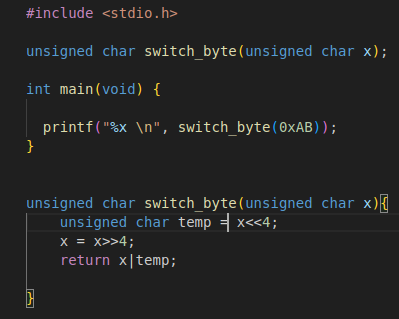 #include <stdio.h>
unsigned char switch_byte(unsigned char x);
int main(void) {
printf("%x \n", switch_byte(0xAB));
}
unsigned char switch_byte(unsigned char x){
unsigned char temp = x<<4;
x = x>>4;
return x|temp;
}